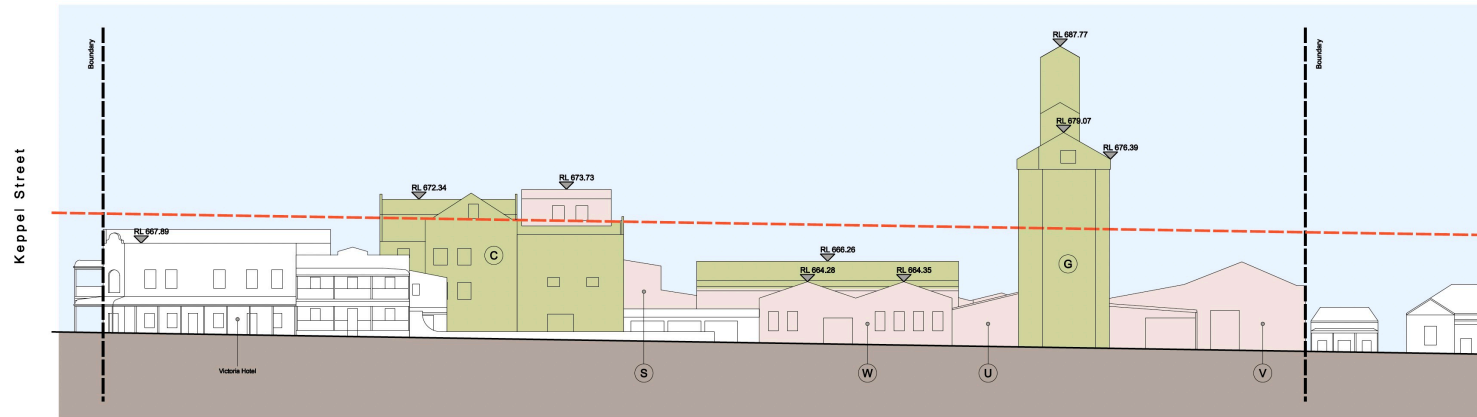 Keppel Street
Boundary
RL 667.89
RL 672.34
RL 673.73
C
RL 666.26
RL 664.28
RL 664.35
RL 687.77
RL 679.07
RL 676.39
G
Boundary
Victoria Hotel
S
W
U
V